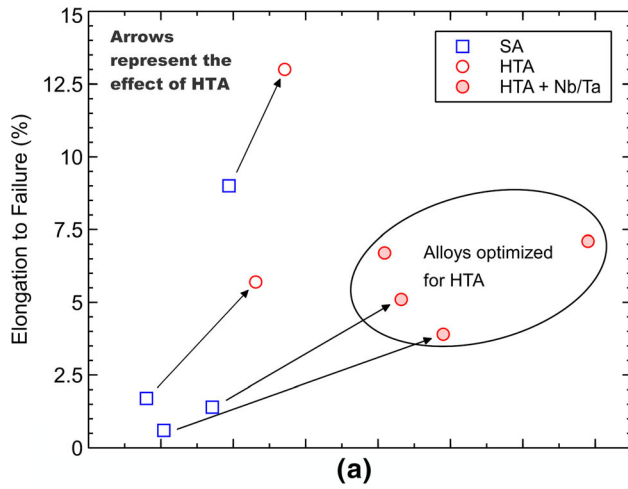 Arrows
represent the
effect of HTA
SA
HTA
HTA + Nb/Ta
Alloys optimized
for HTA
Elongation to Failure (%)
15
12.5
10
7.5
5
2.5
0
(a)